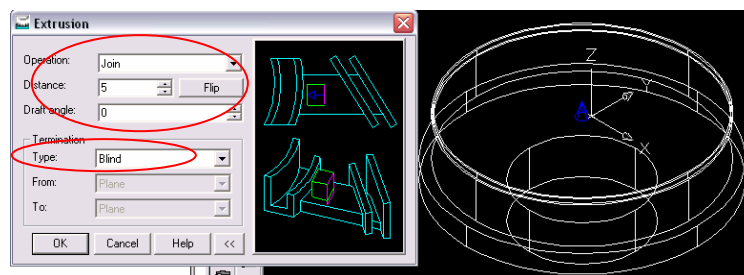 Extrusion
Operation: Join
Distance: 5 Flip
Draft angle: 0
Termination
Type: Blind
From: Plane
To: Plane
OK Cancel Help <<
Z
Y
X